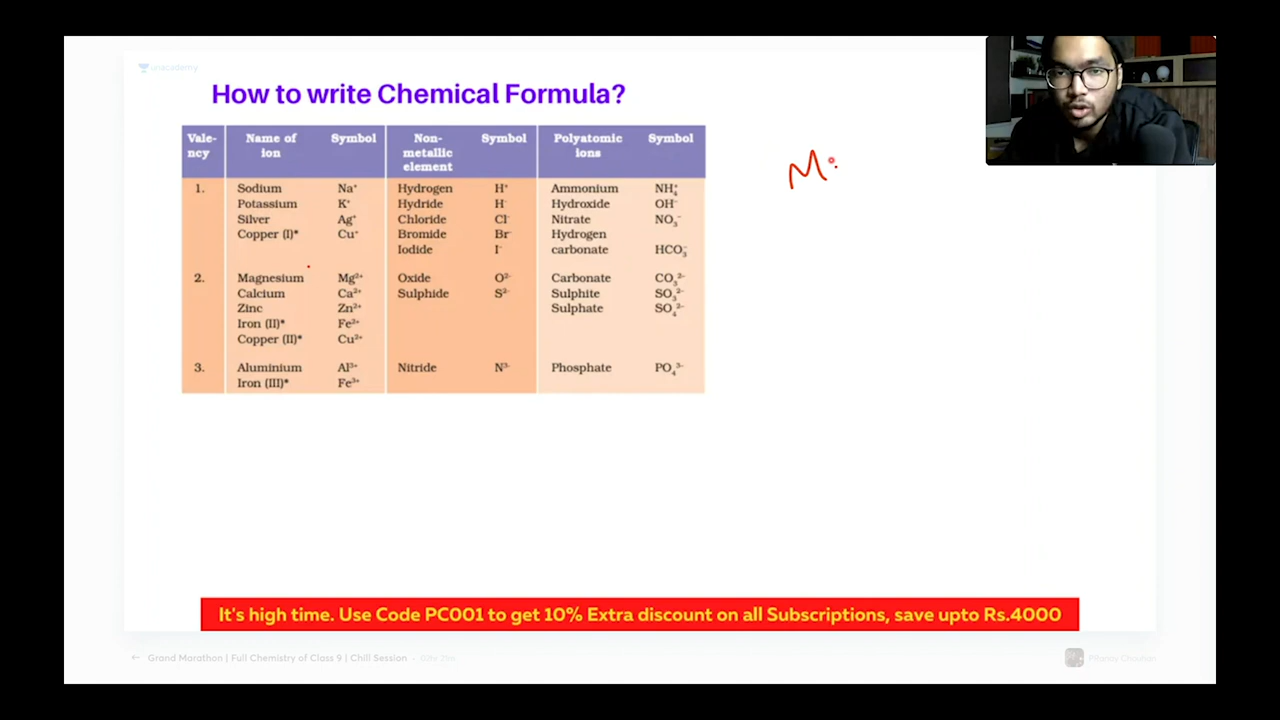 unacademy
How to write Chemical Formula?
Vale-ncy Name of ion Symbol Non-metallic element Symbol Polyatomic ions Symbol
1. Sodium Na⁺ Hydrogen H⁺ Ammonium NH₄⁺
Potassium K⁺ Hydride H⁻ Hydroxide OH⁻
Silver Ag⁺ Chloride Cl⁻ Nitrate NO₃⁻
Copper (I)* Cu⁺ Bromide Br⁻ Hydrogen
Iodide I⁻ carbonate HCO₃⁻
2. Magnesium Mg²⁺ Oxide O²⁻ Carbonate CO₃²⁻
Calcium Ca²⁺ Sulphide S²⁻ Sulphite SO₃²⁻
Zinc Zn²⁺ Sulphate SO₄²⁻
Iron (II)* Fe²⁺
Copper (II)* Cu²⁺
3. Aluminium Al³⁺ Nitride N³⁻ Phosphate PO₄³⁻
Iron (III)* Fe³⁺
M
It's high time. Use Code PC001 to get 10% Extra discount on all Subscriptions, save upto Rs.4000
Grand Marathon | Full Chemistry of Class 9 | Chill Session